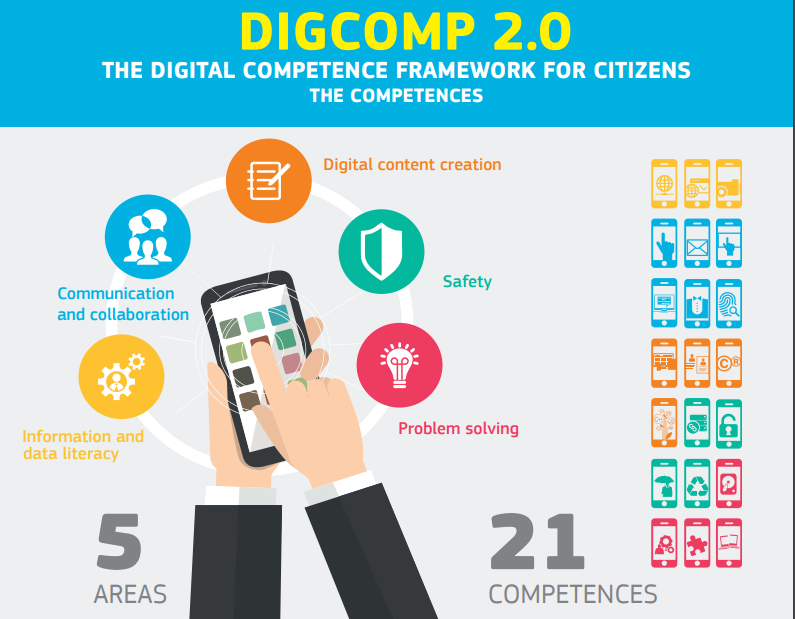 DIGCOMP 2.0
THE DIGITAL COMPETENCE FRAMEWORK FOR CITIZENS
THE COMPETENCES
Digital content creation
Safety
Communication
and collaboration
Problem solving
Information and
data literacy
5
AREAS
21
COMPETENCES
© ®